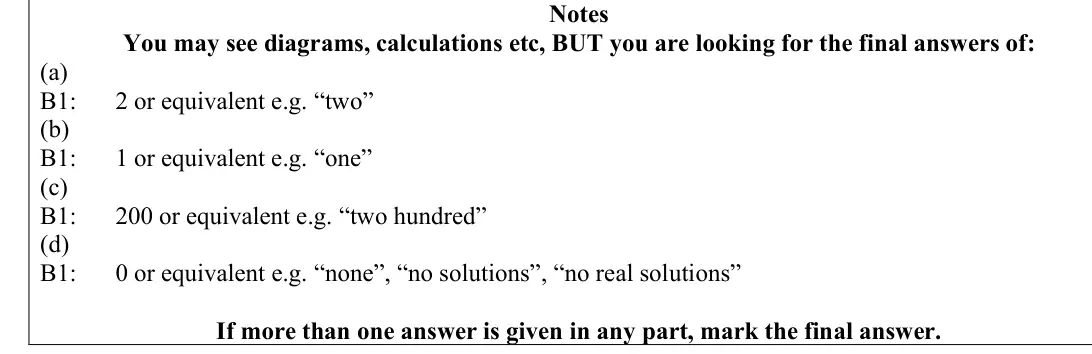 Notes
You may see diagrams, calculations etc, BUT you are looking for the final answers of:
(a)
B1: 2 or equivalent e.g. “two”
(b)
B1: 1 or equivalent e.g. “one”
(c)
B1: 200 or equivalent e.g. “two hundred”
(d)
B1: 0 or equivalent e.g. “none”, “no solutions”, “no real solutions”
If more than one answer is given in any part, mark the final answer.